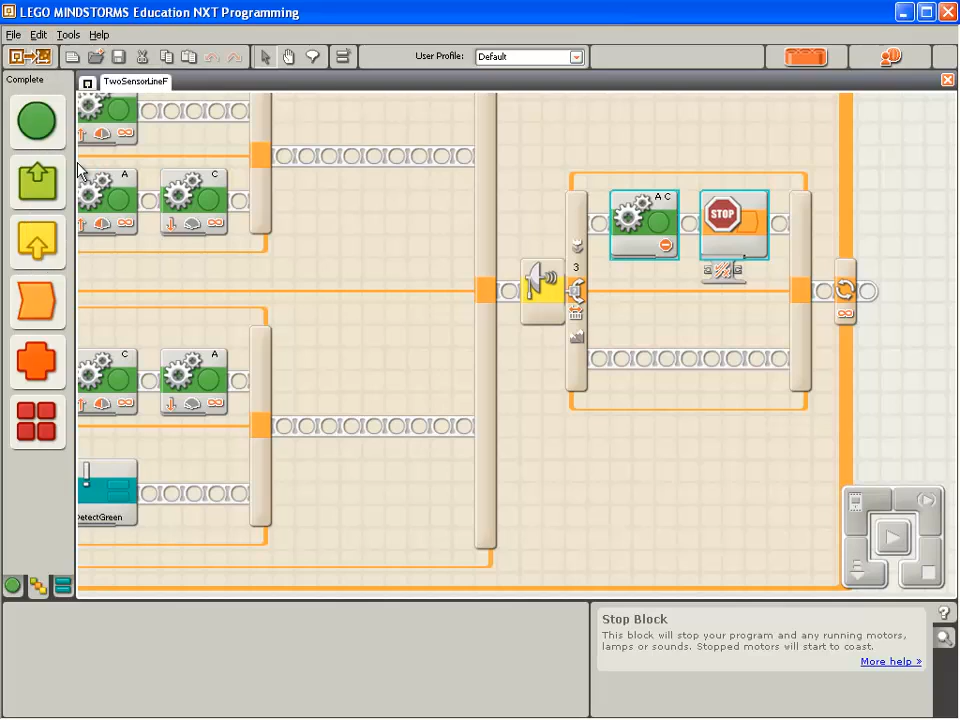 LEGO MINDSTORMS Education NXT Programming
File Edit Tools Help
User Profile: Default
Complete
TwoSensorLineF
A C
STOP
A C
3
C A
DetectGreen
Stop Block
This block will stop your program and any running motors,
lamps or sounds. Stopped motors will start to coast.
More help »